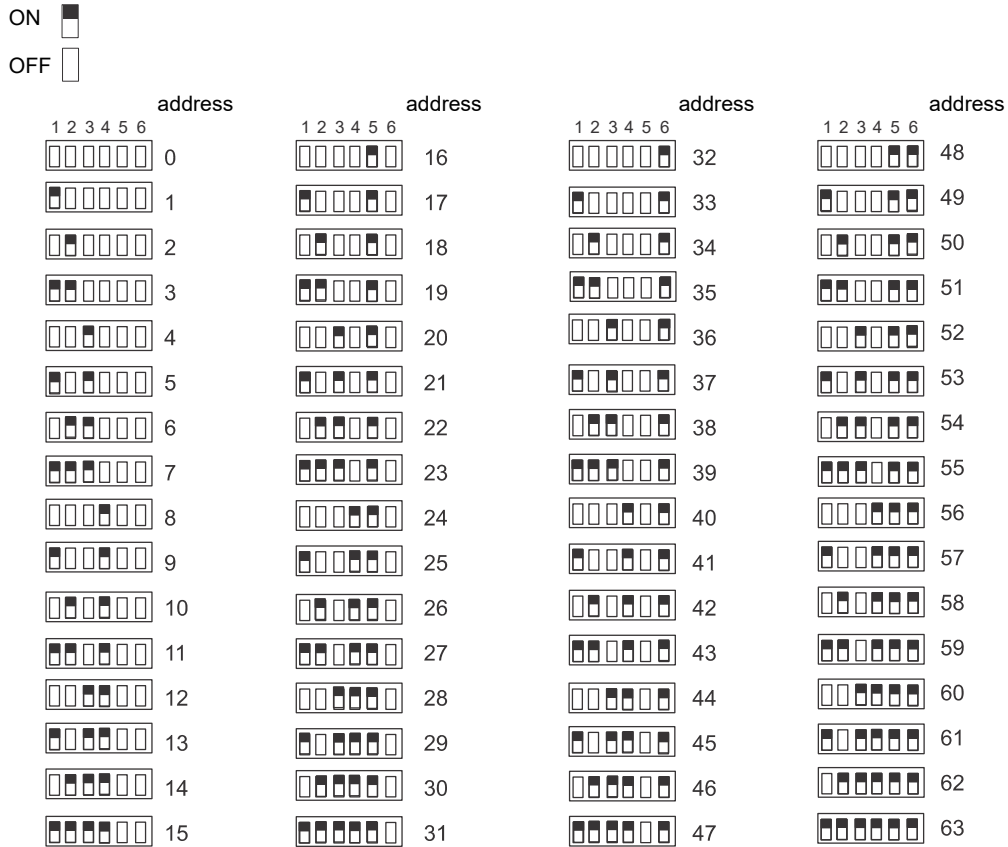 ON
OFF
address address address address
1 2 3 4 5 6 1 2 3 4 5 6 1 2 3 4 5 6 1 2 3 4 5 6
0 16 32 48
1 17 33 49
2 18 34 50
3 19 35 51
4 20 36 52
5 21 37 53
6 22 38 54
7 23 39 55
8 24 40 56
9 25 41 57
10 26 42 58
11 27 43 59
12 28 44 60
13 29 45 61
14 30 46 62
15 31 47 63